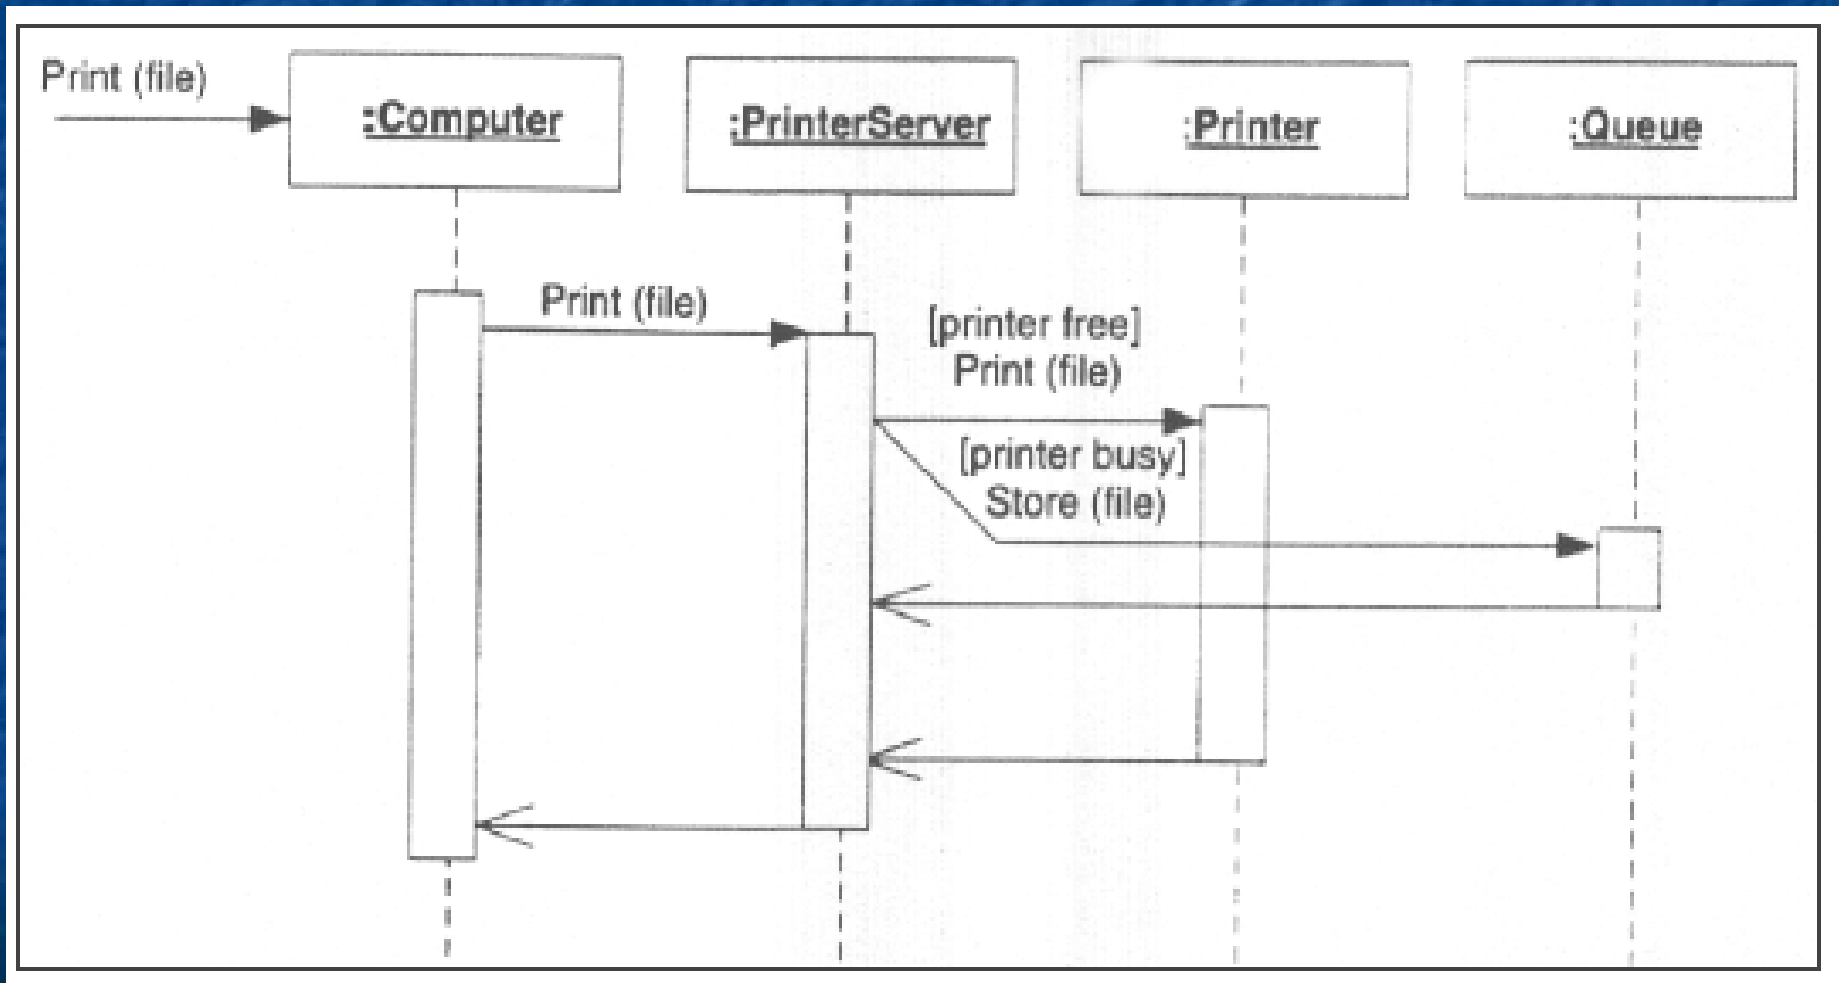 Print (file)
:Computer
:PrinterServer
:Printer
:Queue
Print (file)
[printer free]
Print (file)
[printer busy]
Store (file)